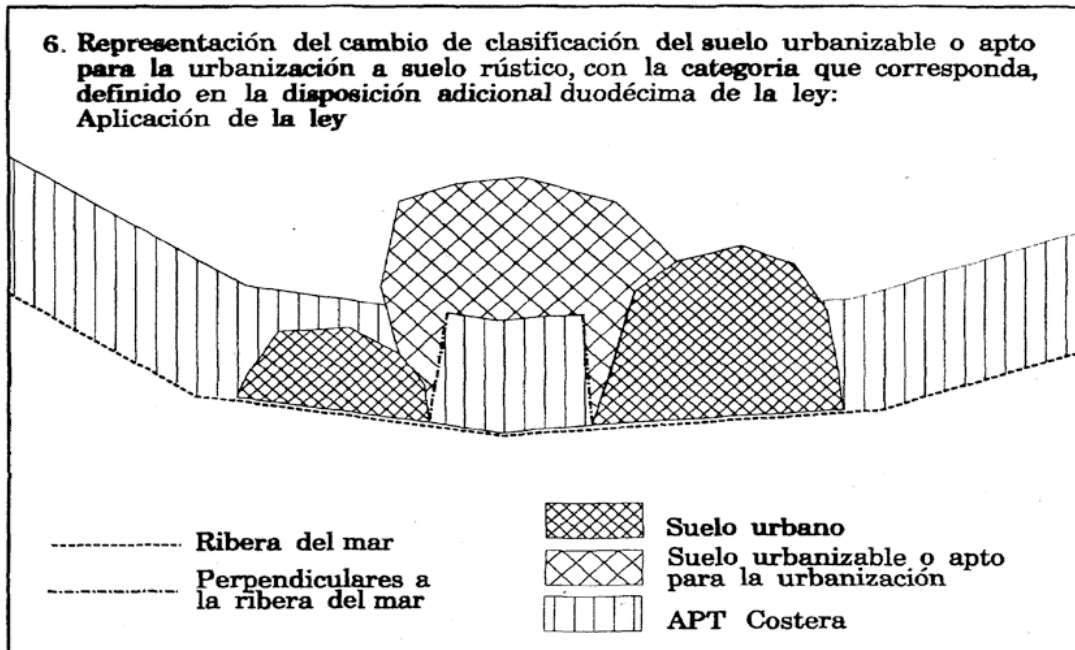 6. Representación del cambio de clasificación del suelo urbanizable o apto
para la urbanización a suelo rústico, con la categoria que corresponda,
definido en la disposición adicional duodécima de la ley:
Aplicación de la ley
Ribera del mar
Perpendiculares a
la ribera del mar
Suelo urbano
Suelo urbanizable o apto
para la urbanización
APT Costera